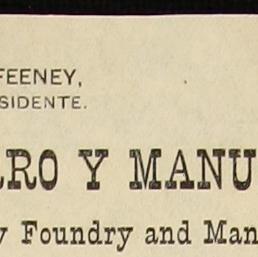 FEENEY,
SIDENTE.
RO Y MANU
y Foundry and Man